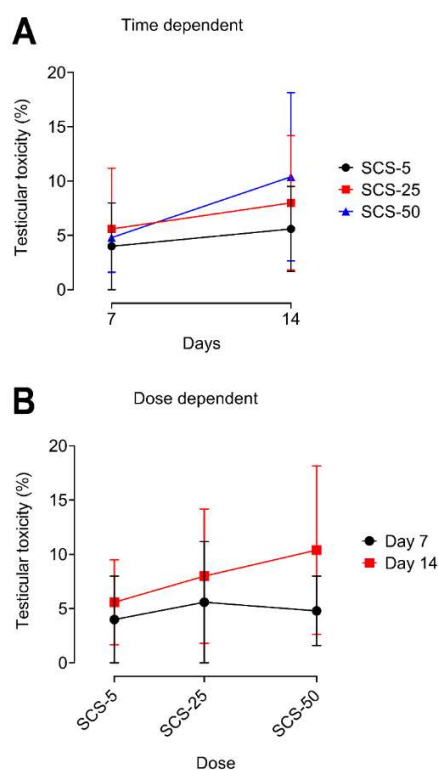 A
Time dependent
Testicular toxicity (%)
20
15
10
5
0
7
14
Days
SCS-5
SCS-25
SCS-50
B
Dose dependent
Testicular toxicity (%)
20
15
10
5
0
SCS-5
SCS-25
SCS-50
Dose
Day 7
Day 14